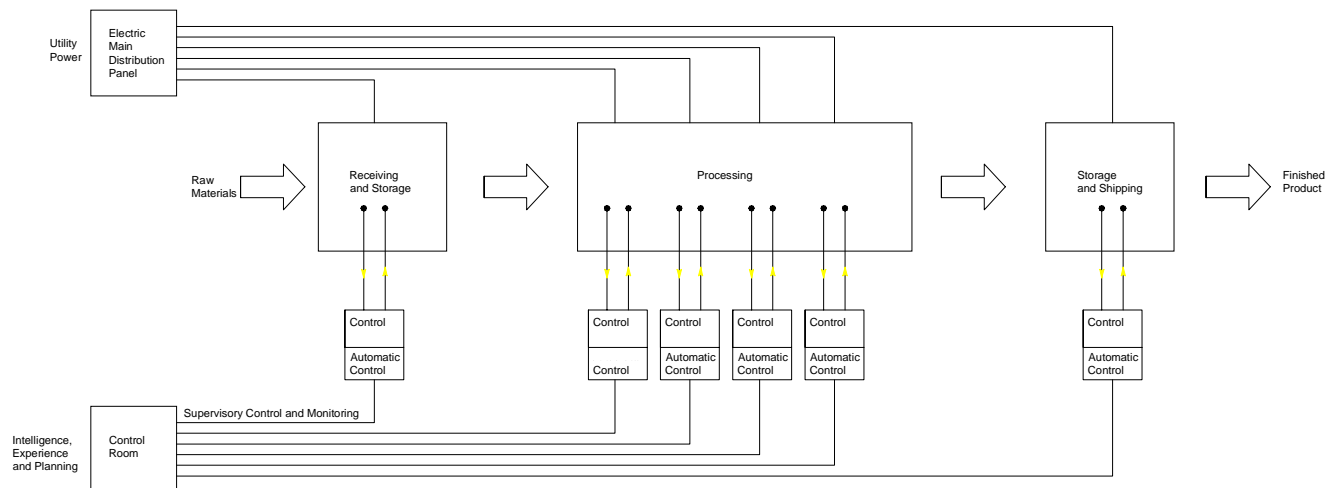 Utility
Power
Electric
Main
Distribution
Panel
Raw
Materials
Receiving
and Storage
Processing
Storage
and Shipping
Finished
Product
Control
Automatic
Control
Control
Control
Control
Automatic
Control
Control
Automatic
Control
Control
Automatic
Control
Control
Automatic
Control
Supervisory Control and Monitoring
Intelligence,
Experience
and Planning
Control
Room